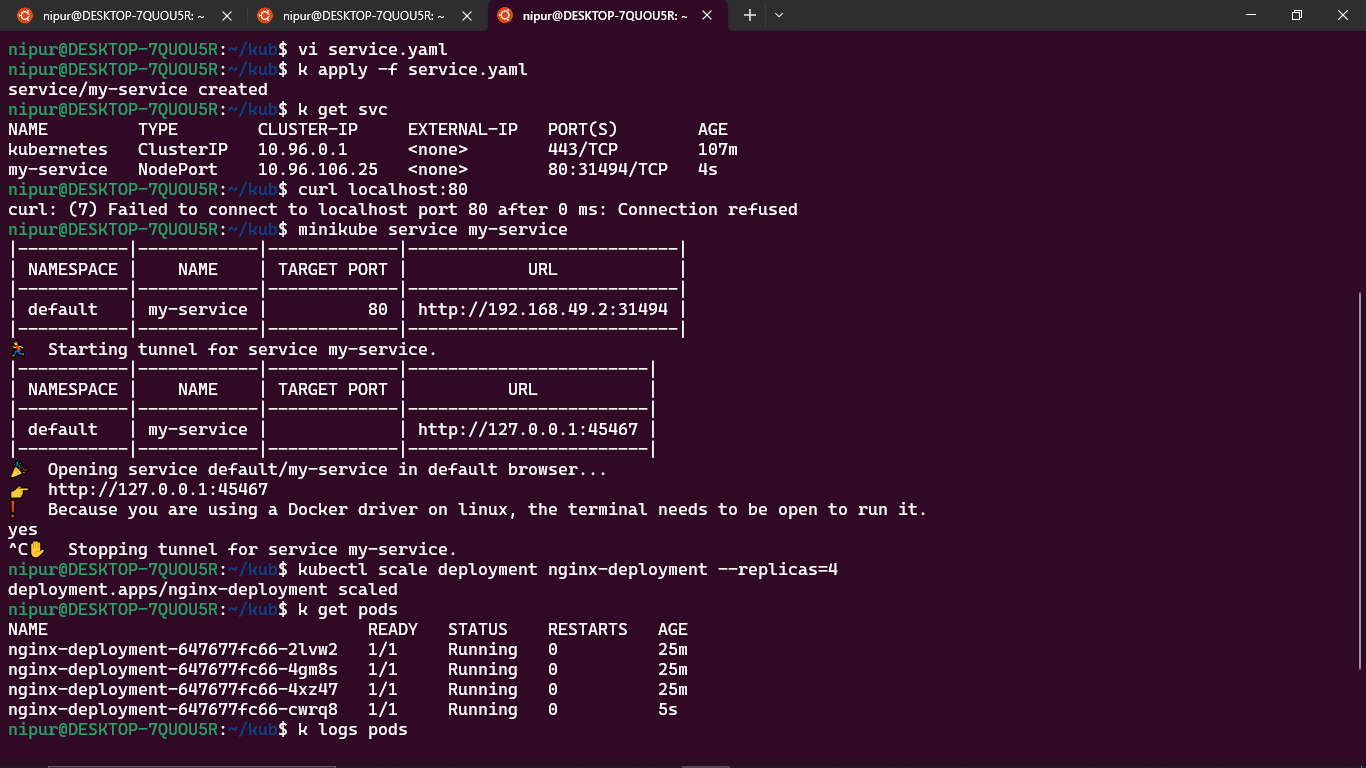 nipur@DESKTOP-7QUOU5R: ~ nipur@DESKTOP-7QUOU5R: ~ nipur@DESKTOP-7QUOU5R: ~
nipur@DESKTOP-7QUOU5R:~/kub$ vi service.yaml
nipur@DESKTOP-7QUOU5R:~/kub$ k apply -f service.yaml
service/my-service created
nipur@DESKTOP-7QUOU5R:~/kub$ k get svc
NAME TYPE CLUSTER-IP EXTERNAL-IP PORT(S) AGE
kubernetes ClusterIP 10.96.0.1 <none> 443/TCP 107m
my-service NodePort 10.96.106.25 <none> 80:31494/TCP 4s
nipur@DESKTOP-7QUOU5R:~/kub$ curl localhost:80
curl: (7) Failed to connect to localhost port 80 after 0 ms: Connection refused
nipur@DESKTOP-7QUOU5R:~/kub$ minikube service my-service
|-----------|------------|-------------|---------------------------|
| NAMESPACE | NAME | TARGET PORT | URL |
|-----------|------------|-------------|---------------------------|
| default | my-service | 80 | http://192.168.49.2:31494 |
|-----------|------------|-------------|---------------------------|
🏃 Starting tunnel for service my-service.
|-----------|------------|-------------|------------------------|
| NAMESPACE | NAME | TARGET PORT | URL |
|-----------|------------|-------------|------------------------|
| default | my-service | | http://127.0.0.1:45467 |
|-----------|------------|-------------|------------------------|
🎉 Opening service default/my-service in default browser...
👉 http://127.0.0.1:45467
❗ Because you are using a Docker driver on linux, the terminal needs to be open to run it.
yes
^C✋ Stopping tunnel for service my-service.
nipur@DESKTOP-7QUOU5R:~/kub$ kubectl scale deployment nginx-deployment --replicas=4
deployment.apps/nginx-deployment scaled
nipur@DESKTOP-7QUOU5R:~/kub$ k get pods
NAME READY STATUS RESTARTS AGE
nginx-deployment-647677fc66-2lvw2 1/1 Running 0 25m
nginx-deployment-647677fc66-4gm8s 1/1 Running 0 25m
nginx-deployment-647677fc66-4xz47 1/1 Running 0 25m
nginx-deployment-647677fc66-cwrq8 1/1 Running 0 5s
nipur@DESKTOP-7QUOU5R:~/kub$ k logs pods